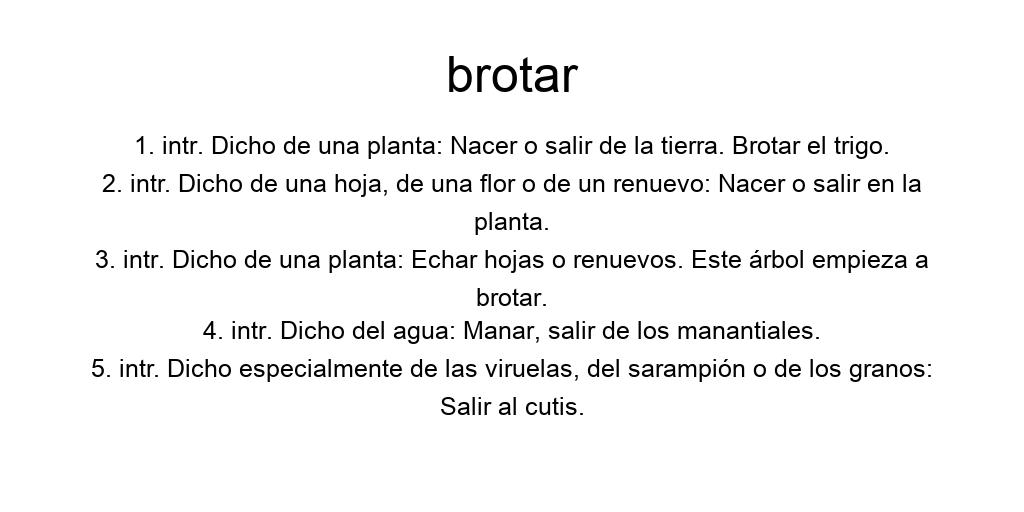 brotar
1. intr. Dicho de una planta: Nacer o salir de la tierra. Brotar el trigo.
2. intr. Dicho de una hoja, de una flor o de un renuevo: Nacer o salir en la
planta.
3. intr. Dicho de una planta: Echar hojas o renuevos. Este árbol empieza a
brotar.
4. intr. Dicho del agua: Manar, salir de los manantiales.
5. intr. Dicho especialmente de las viruelas, del sarampión o de los granos:
Salir al cutis.